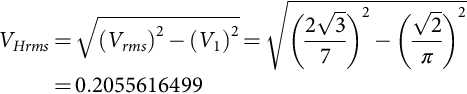 V_{Hrms} = \sqrt{(V_{rms})^2 - (V_1)^2} = \sqrt{\left(\frac{2\sqrt{3}}{7}\right)^2 - \left(\frac{\sqrt{2}}{\pi}\right)^2}
= 0.2055616499